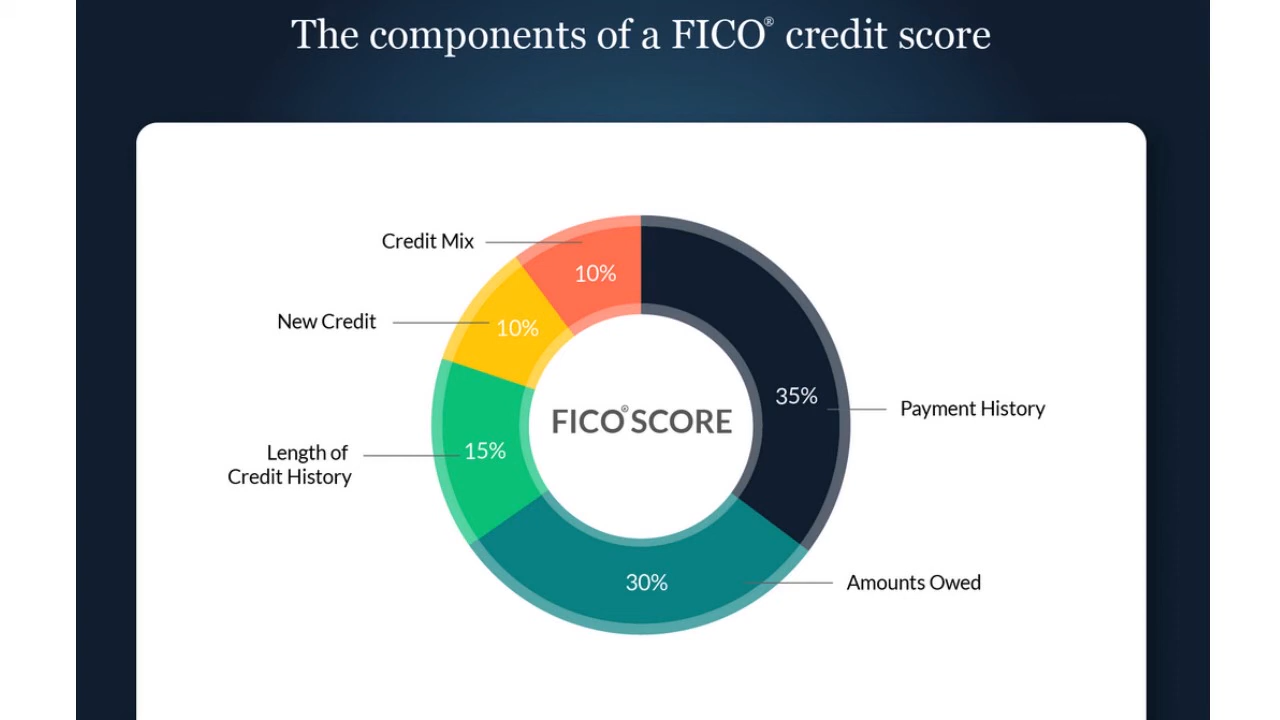 The components of a FICO® credit score
Credit Mix
10%
New Credit
10%
35%
Payment History
FICO® SCORE
Length of
Credit History
15%
30%
Amounts Owed